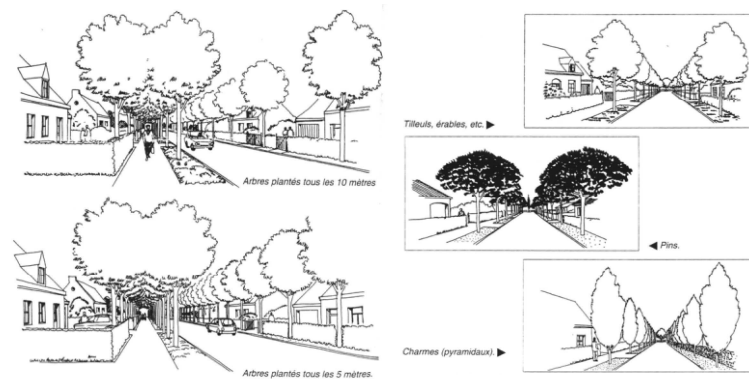 Arbres plantés tous les 10 mètres
Arbres plantés tous les 5 mètres.
Tilleuls, érables, etc. ▶
◀ Pins.
Charmes (pyramidaux). ▶